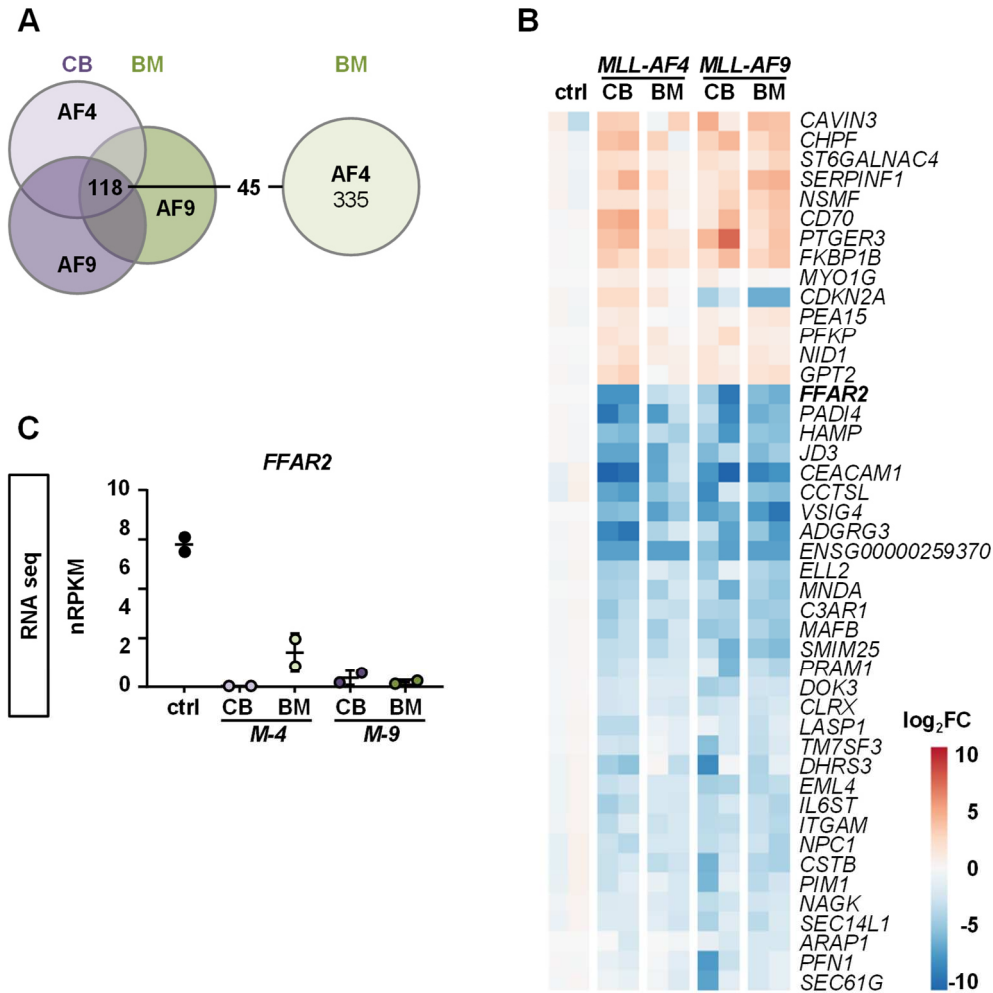 A
CB BM BM
AF4
118 45 AF4
335
AF9
AF9
B
MLL-AF4 MLL-AF9
ctrl CB BM CB BM
CAVIN3
CHPF
ST6GALNAC4
SERPINF1
NSMF
CD70
PTGER3
FKBP1B
MYO1G
CDKN2A
PEA15
PFKP
NID1
GPT2
FFAR2
PADI4
HAMP
JD3
CEACAM1
CCTSL
VSIG4
ADGRG3
ENSG00000259370
ELL2
MNDA
C3AR1
MAFB
SMIM25
PRAM1
DOK3
CLRX
LASP1
TM7SF3
DHRS3
EML4
IL6ST
ITGAM
NPC1
CSTB
PIM1
NAGK
SEC14L1
ARAP1
PFN1
SEC61G
log₂FC
10
5
0
-5
-10
C
FFAR2
RNA seq
nRPKM
10
8
6
4
2
0
ctrl CB BM CB BM
M-4 M-9